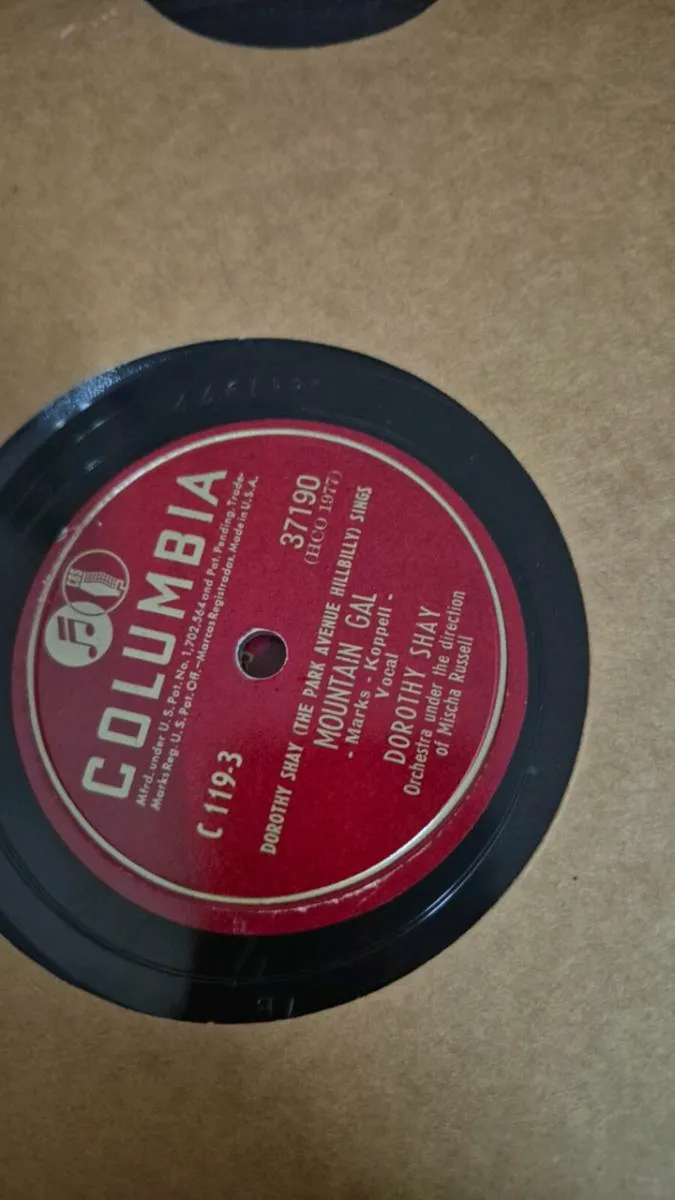 CBS
COLUMBIA
Mfrd. under U.S. Pat. No. 1,702,564 and Pat. Pending. Trade-
Marks Reg. U.S. Pat. Off.—Marcas Registradas. Made in U.S.A.
C 119-3
37190
(HCO 1977)
DOROTHY SHAY (THE PARK AVENUE HILLBILLY) SINGS
MOUNTAIN GAL
- Marks - Koppell -
Vocal
DOROTHY SHAY
Orchestra under the direction
of Mischa Russell